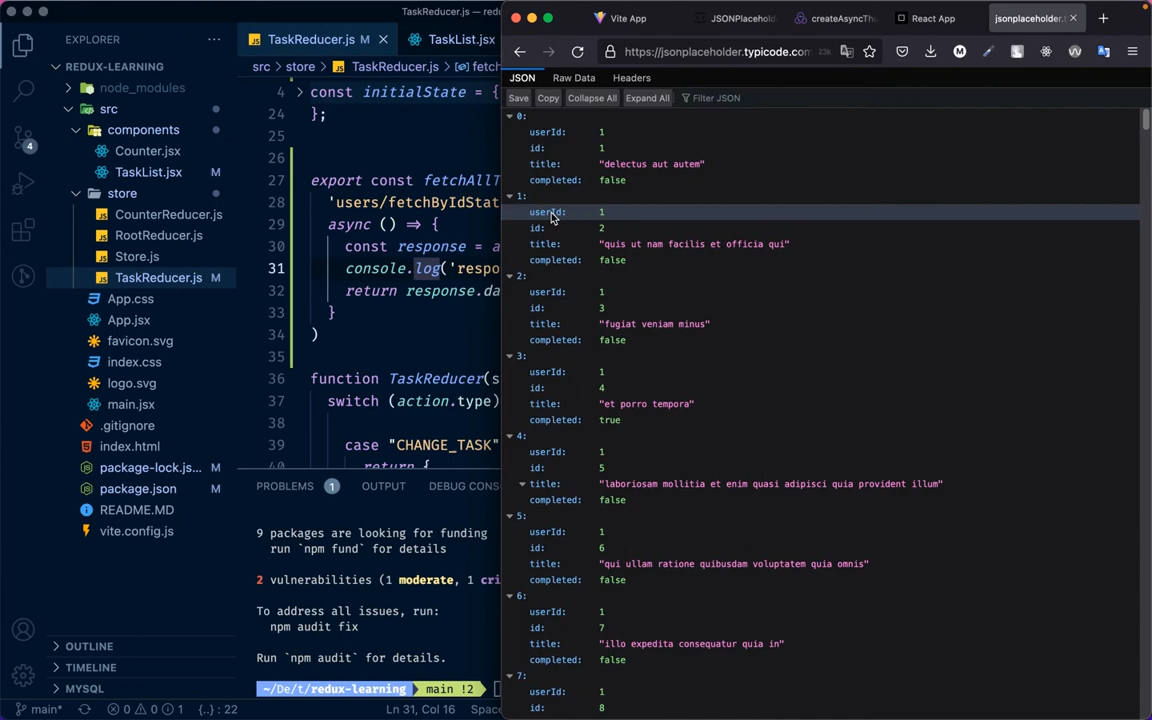 TaskReducer.js — redu
EXPLORER
REDUX-LEARNING
node_modules
src
components
Counter.jsx
TaskList.jsx M
store
CounterReducer.js
RootReducer.js
Store.js
TaskReducer.js M
App.css
App.jsx
favicon.svg
index.css
logo.svg
main.jsx
.gitignore
index.html
package-lock.js... M
package.json M
README.MD
vite.config.js
OUTLINE
TIMELINE
MYSQL
4
main* 0 0 1 {..} : 22
TaskReducer.js M
TaskList.jsx
src > store > TaskReducer.js > fetch
4 const initialState = {
24 };
25
26
27 export const fetchAllT
28 'users/fetchByIdStat
29 async () => {
30 const response = a
31 console.log('respo
32 return response.da
33 }
34 )
35
36 function TaskReducer(s
37 switch (action.type)
38
39 case "CHANGE_TASK"
40 return {
PROBLEMS 1 OUTPUT DEBUG CONS
9 packages are looking for funding
run `npm fund` for details
2 vulnerabilities (1 moderate, 1 cri
To address all issues, run:
npm audit fix
Run `npm audit` for details.
~/De/t/redux-learning main !2
Ln 31, Col 16 Space
Vite App
JSONPlacehold
createAsyncThu
React App
jsonplaceholder.t
https://jsonplaceholder.typicode.com
JSON Raw Data Headers
Save Copy Collapse All Expand All Filter JSON
0:
userId: 1
id: 1
title: "delectus aut autem"
completed: false
1:
userId: 1
id: 2
title: "quis ut nam facilis et officia qui"
completed: false
2:
userId: 1
id: 3
title: "fugiat veniam minus"
completed: false
3:
userId: 1
id: 4
title: "et porro tempora"
completed: true
4:
userId: 1
id: 5
title: "laboriosam mollitia et enim quasi adipisci quia provident illum"
completed: false
5:
userId: 1
id: 6
title: "qui ullam ratione quibusdam voluptatem quia omnis"
completed: false
6:
userId: 1
id: 7
title: "illo expedita consequatur quia in"
completed: false
7:
userId: 1
id: 8